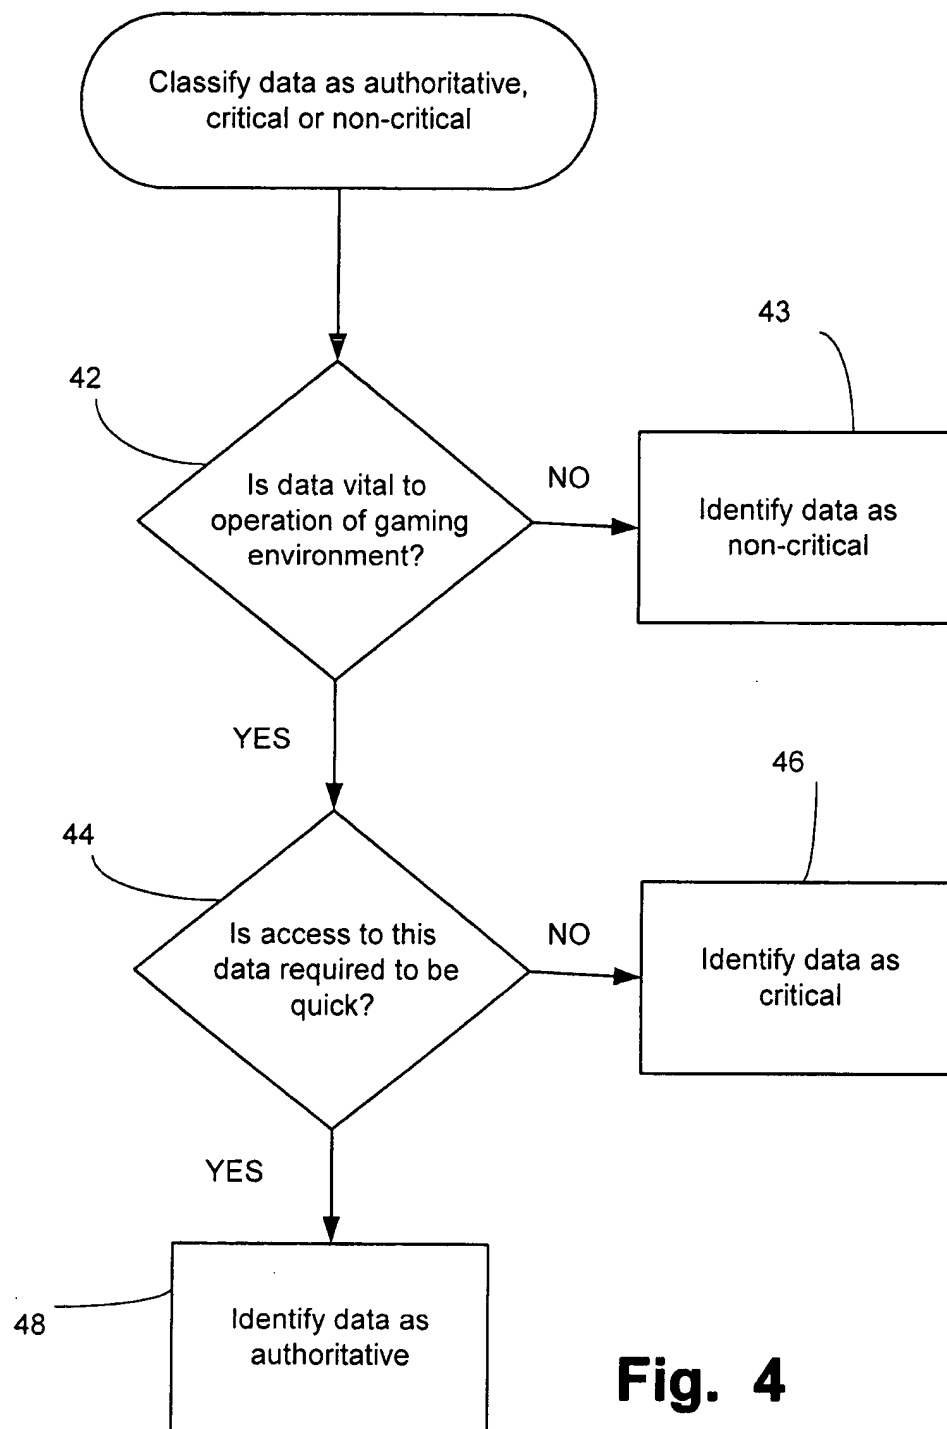 Classify data as authoritative,
critical or non-critical
43
42
Is data vital to
operation of gaming
environment?
NO
Identify data as
non-critical
YES
46
44
Is access to this
data required to be
quick?
NO
Identify data as
critical
YES
48
Identify data as
authoritative
Fig. 4